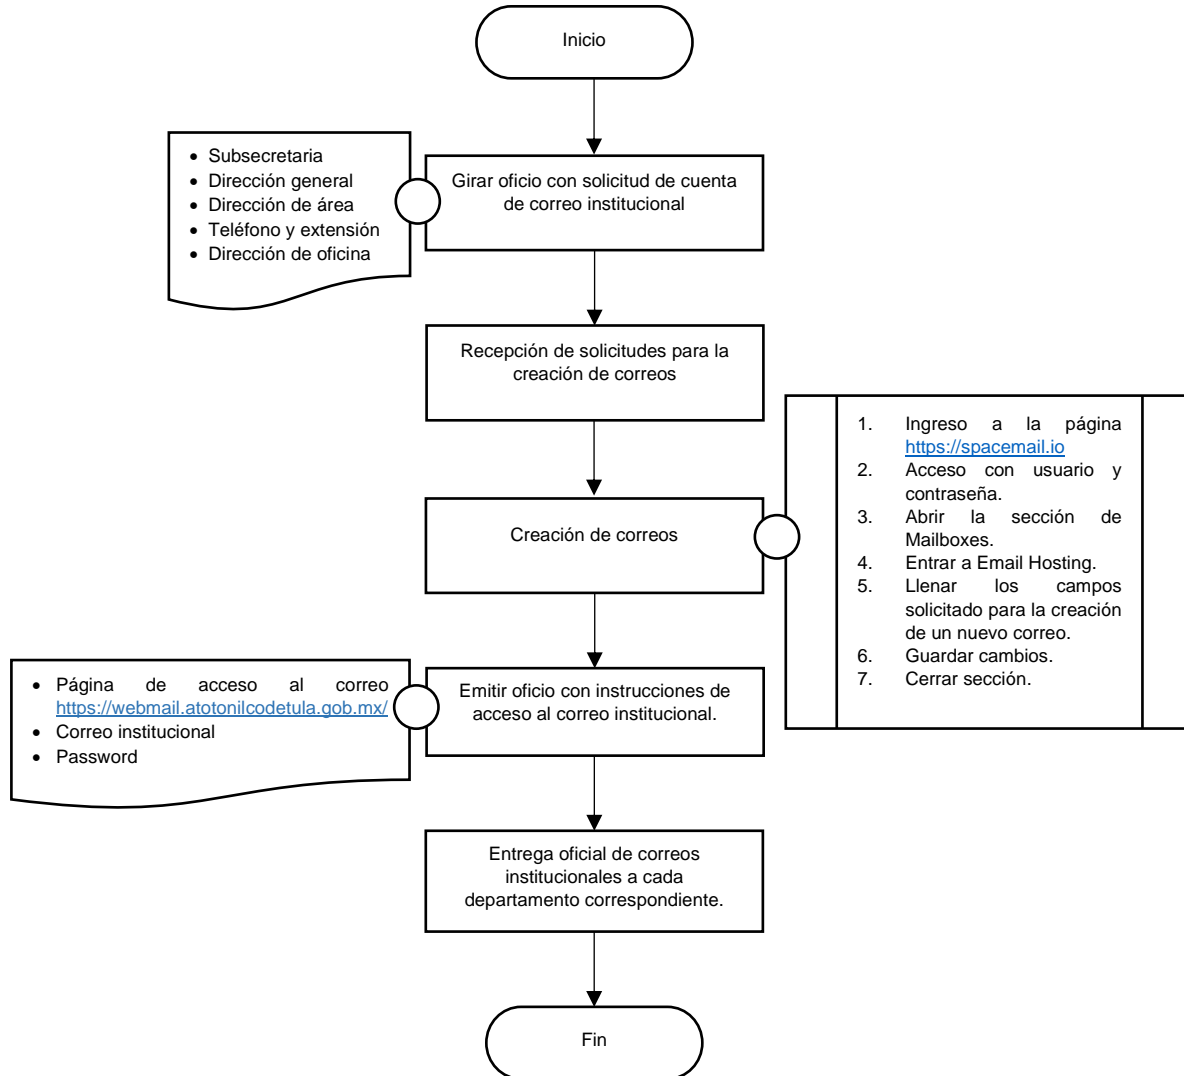 Inicio
• Subsecretaria
• Dirección general
• Dirección de área
• Teléfono y extensión
• Dirección de oficina
Girar oficio con solicitud de cuenta
de correo institucional
Recepción de solicitudes para la
creación de correos
Creación de correos
1. Ingreso a la página
https://spacemail.io
2. Acceso con usuario y
contraseña.
3. Abrir la sección de
Mailboxes.
4. Entrar a Email Hosting.
5. Llenar los campos
solicitado para la creación
de un nuevo correo.
6. Guardar cambios.
7. Cerrar sección.
• Página de acceso al correo
https://webmail.atotonilcodetula.gob.mx/
• Correo institucional
• Password
Emitir oficio con instrucciones de
acceso al correo institucional.
Entrega oficial de correos
institucionales a cada
departamento correspondiente.
Fin